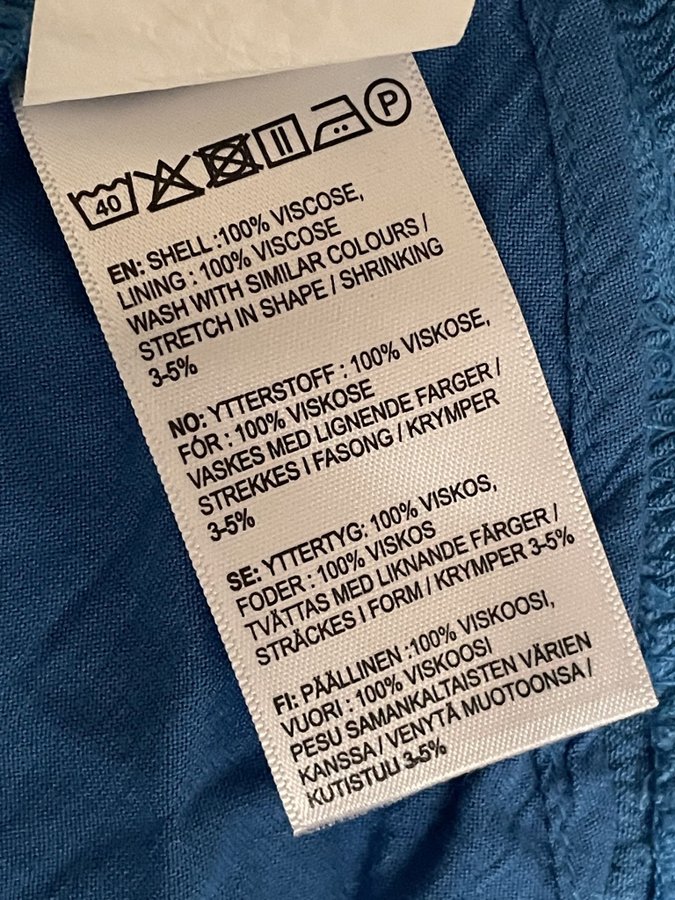 40 P
EN: SHELL :100% VISCOSE,
LINING : 100% VISCOSE
WASH WITH SIMILAR COLOURS /
STRETCH IN SHAPE / SHRINKING
3-5%
NO: YTTERSTOFF : 100% VISKOSE,
FÓR : 100% VISKOSE
VASKES MED LIGNENDE FARGER /
STREKKES I FASONG / KRYMPER
3-5%
SE: YTTERTYG: 100% VISKOS,
FODER : 100% VISKOS
TVÄTTAS MED LIKNANDE FÄRGER /
STRÄCKES I FORM / KRYMPER 3-5%
FI: PÄÄLLINEN :100% VISKOOSI,
VUORI : 100% VISKOOSI
PESU SAMANKALTAISTEN VÄRIEN
KANSSA / VENYTÄ MUOTOONSA /
KUTISTUU 3-5%